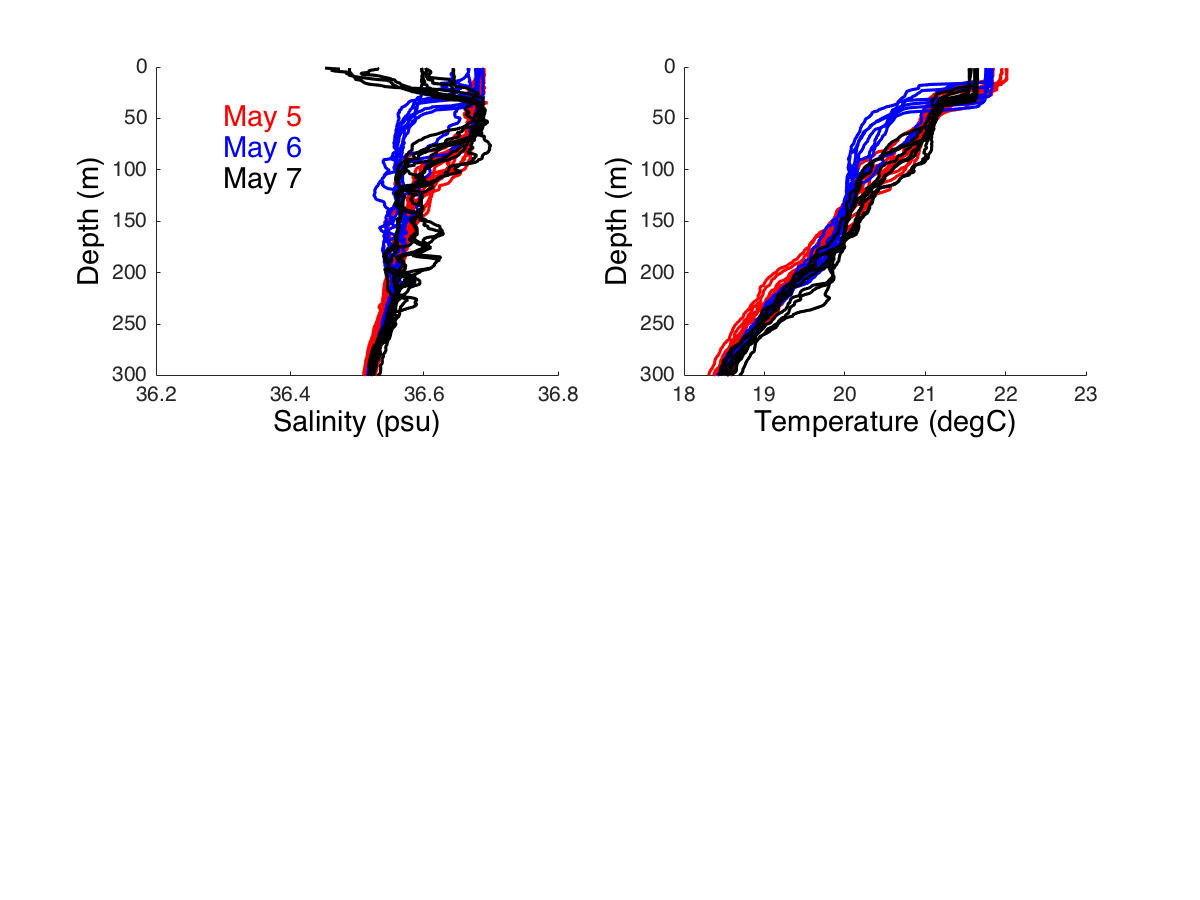 0
50
100
150
200
250
300
36.2 36.4 36.6 36.8
Salinity (psu)
Depth (m)
May 5
May 6
May 7
0
50
100
150
200
250
300
18 19 20 21 22 23
Temperature (degC)
Depth (m)